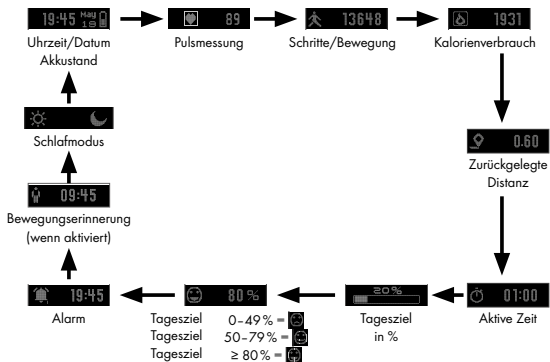 19:45 May 19
Uhrzeit/Datum
Akkustand
89
Pulsmessung
13648
Schritte/Bewegung
1931
Kalorienverbrauch
0.60
Zurückgelegte
Distanz
01:00
Aktive Zeit
20%
Tagesziel
in %
80 %
Tagesziel 0–49 % =
Tagesziel 50–79 % =
Tagesziel ≥ 80 % =
19:45
Alarm
09:45
Bewegungserinnerung
(wenn aktiviert)
Schlafmodus